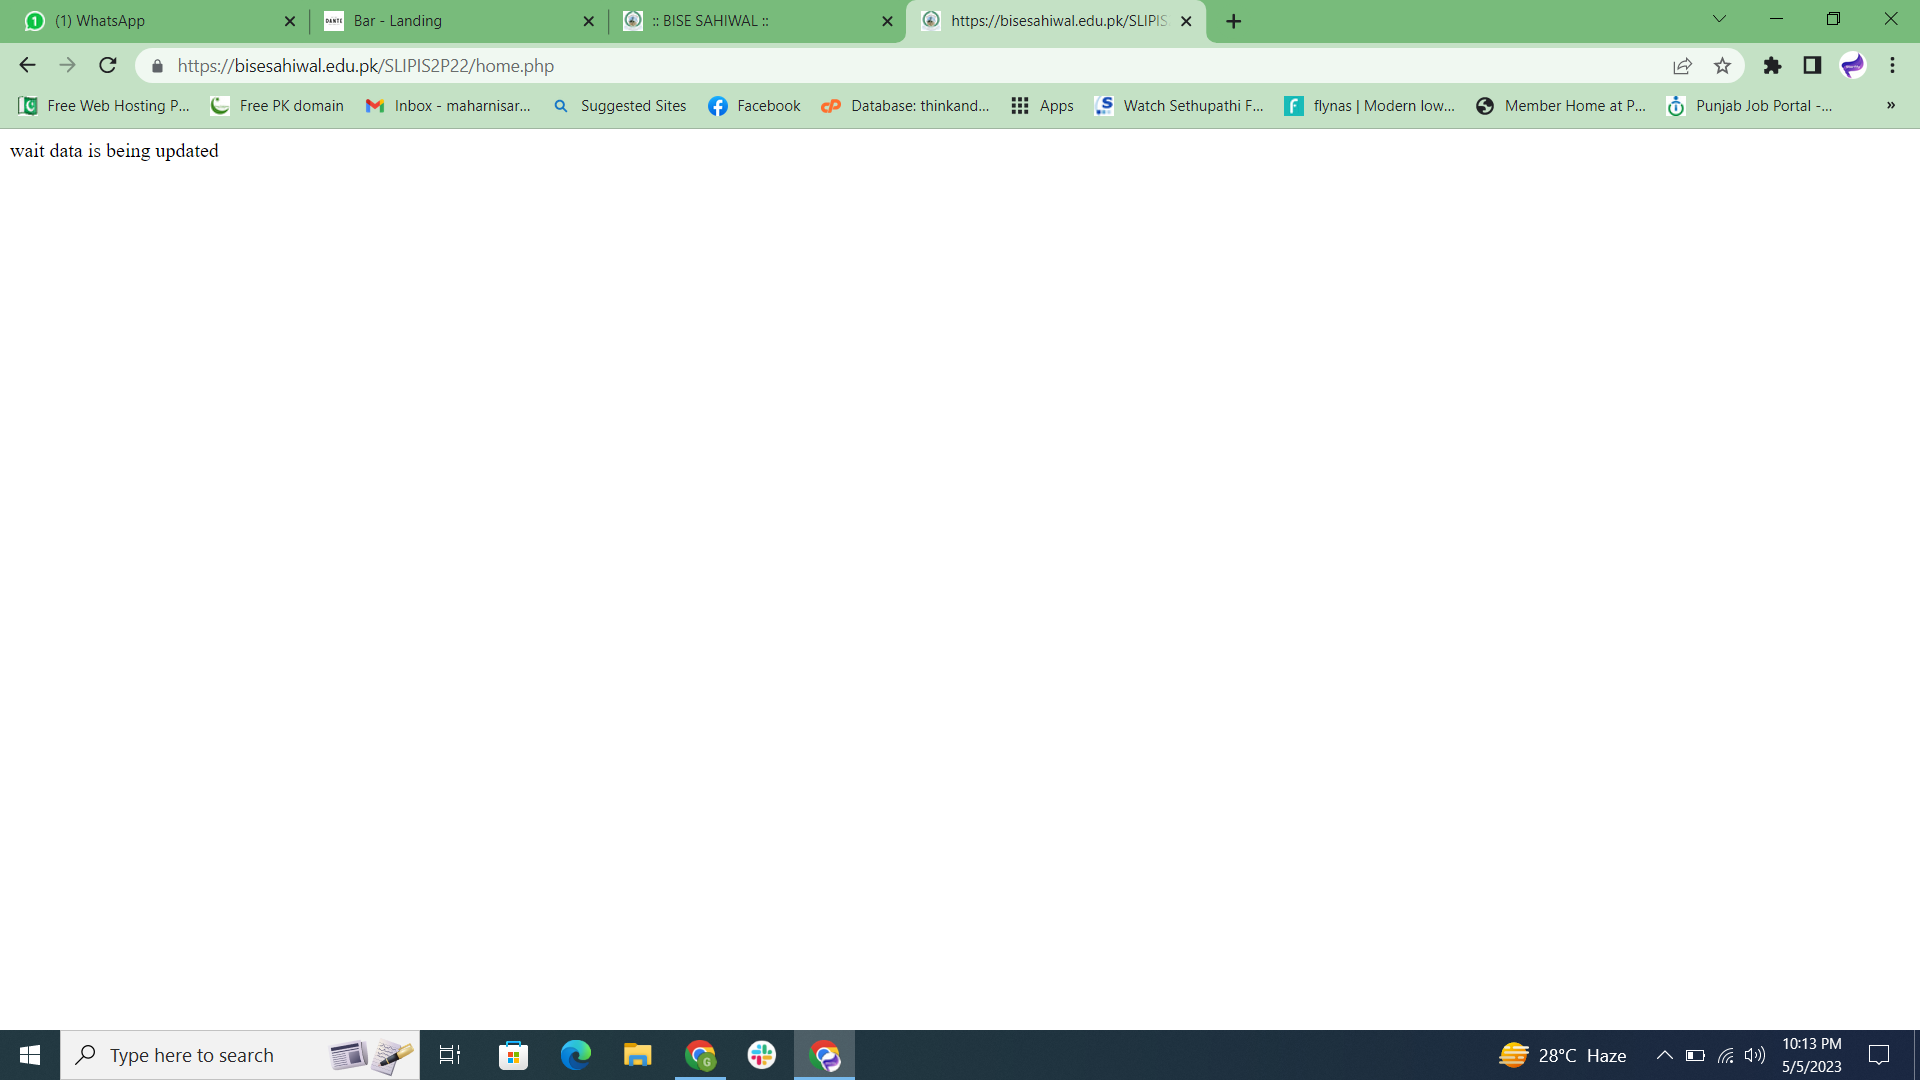 (1) WhatsApp
Bar - Landing
:: BISE SAHIWAL ::
https://bisesahiwal.edu.pk/SLIPIS
https://bisesahiwal.edu.pk/SLIPIS2P22/home.php
Free Web Hosting P...
Free PK domain
Inbox - maharnisar...
Suggested Sites
Facebook
Database: thinkand...
Apps
Watch Sethupathi F...
flynas | Modern low...
Member Home at P...
Punjab Job Portal -...
»
wait data is being updated
Type here to search
28°C Haze
10:13 PM
5/5/2023